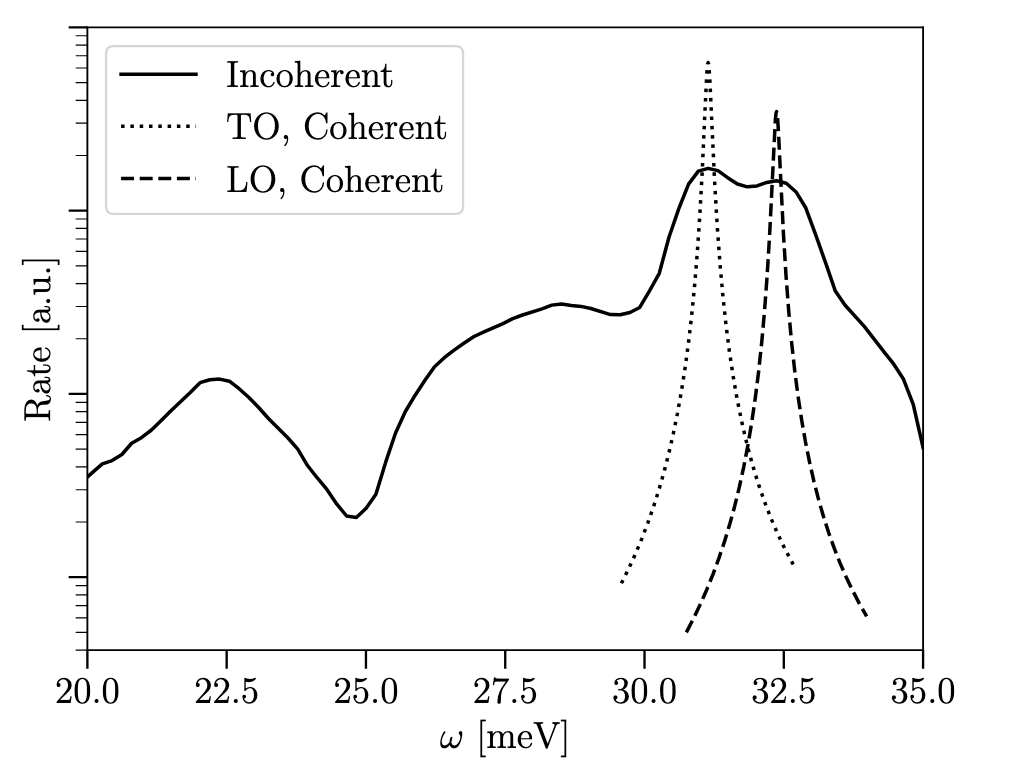 Incoherent
TO, Coherent
LO, Coherent
Rate [a.u.]
20.0 22.5 25.0 27.5 30.0 32.5 35.0
ω [meV]